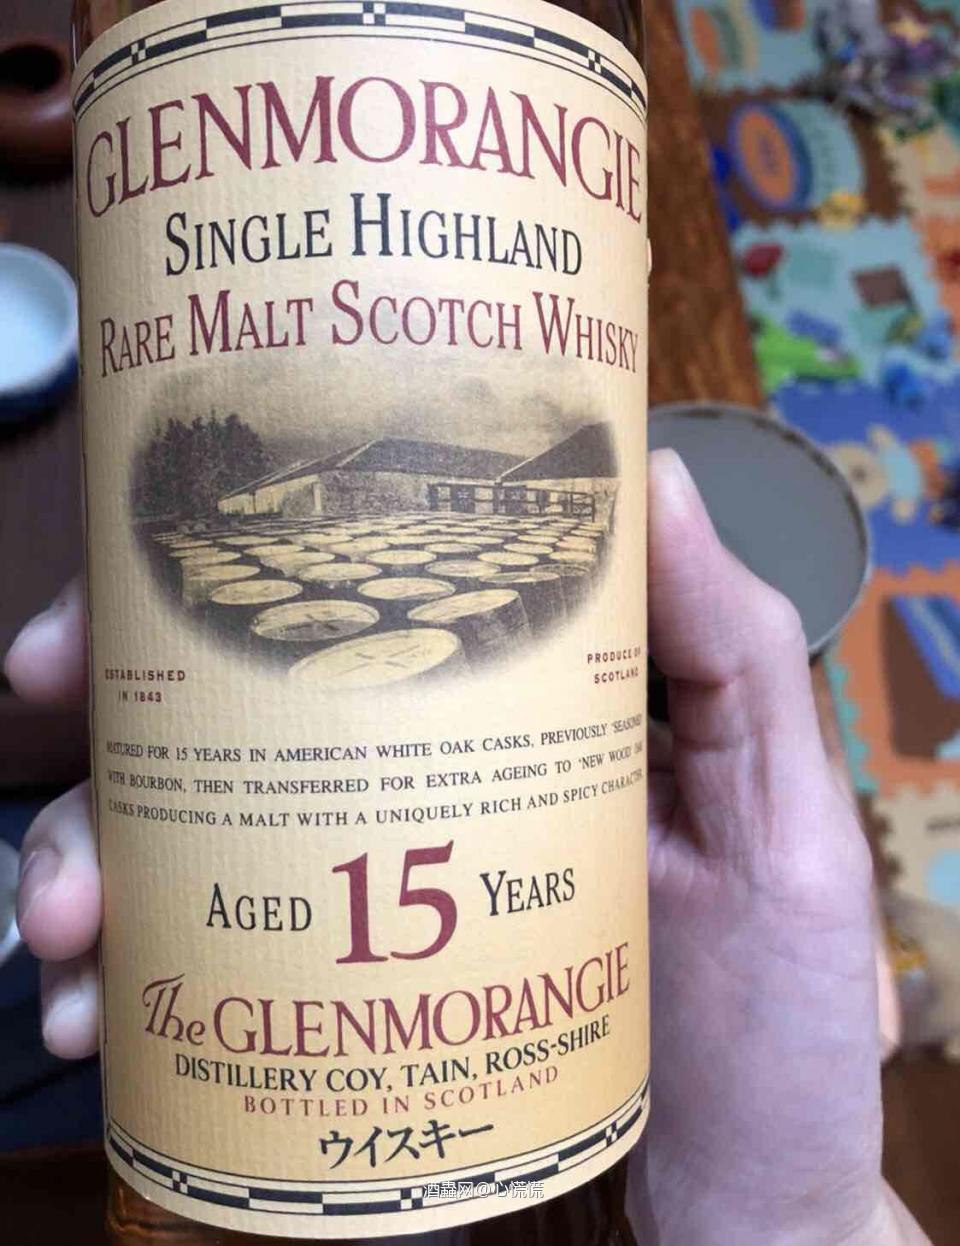 GLENMORANGIE
SINGLE HIGHLAND
RARE MALT SCOTCH WHISKY
ESTABLISHED
IN 1843
PRODUCE OF
SCOTLAND
MATURED FOR 15 YEARS IN AMERICAN WHITE OAK CASKS, PREVIOUSLY 'SEASONED'
WITH BOURBON, THEN TRANSFERRED FOR EXTRA AGEING TO 'NEW WOOD' OAK
CASKS PRODUCING A MALT WITH A UNIQUELY RICH AND SPICY CHARACTER.
AGED 15 YEARS
The GLENMORANGIE
DISTILLERY COY, TAIN, ROSS-SHIRE
BOTTLED IN SCOTLAND
ウイスキー
酒蟲网@心慌慌